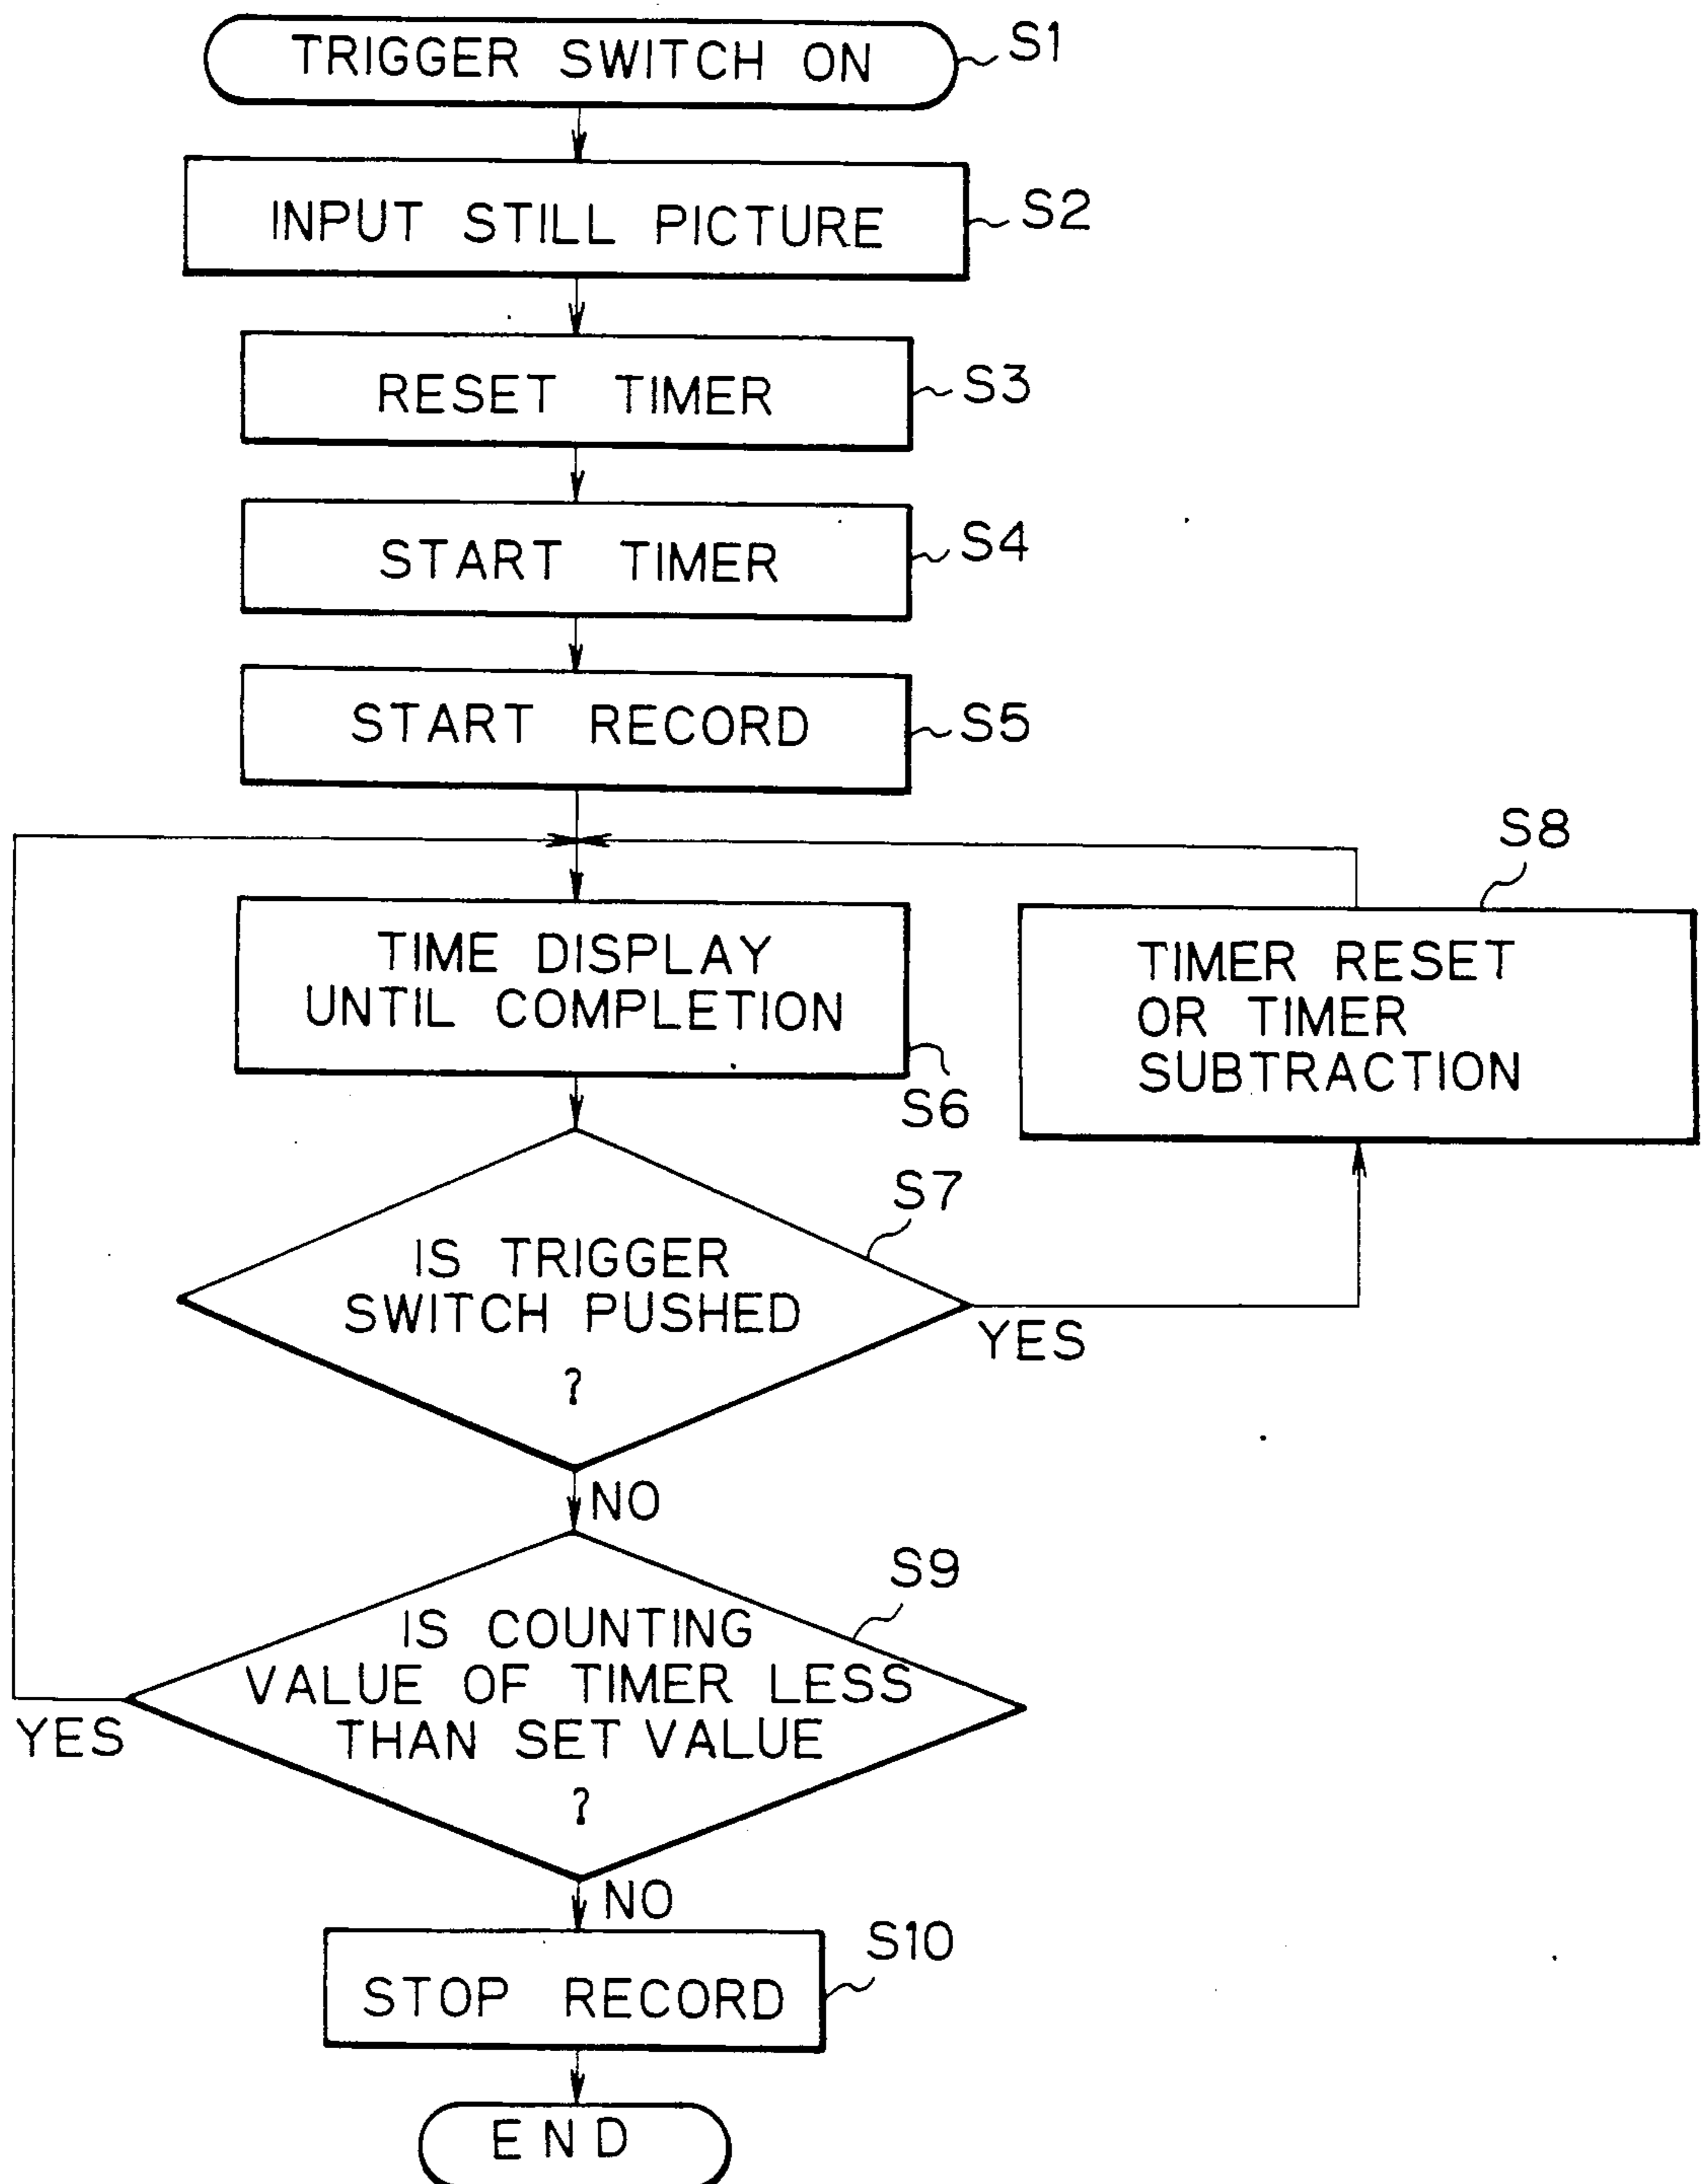 TRIGGER SWITCH ON
S1
INPUT STILL PICTURE
S2
RESET TIMER
S3
START TIMER
S4
START RECORD
S5
TIME DISPLAY
UNTIL COMPLETION
S6
TIMER RESET
OR TIMER
SUBTRACTION
S8
IS TRIGGER
SWITCH PUSHED
?
S7
YES
NO
IS COUNTING
VALUE OF TIMER LESS
THAN SET VALUE
?
S9
YES
NO
STOP RECORD
S10
END